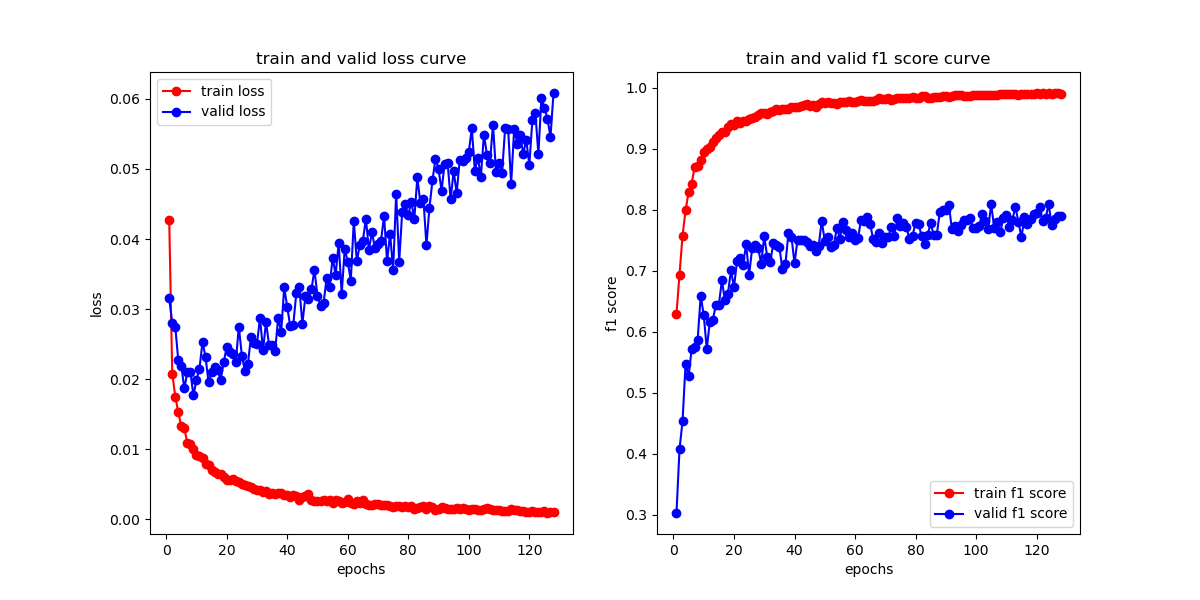 train and valid loss curve
train loss
valid loss
0.06
0.05
0.04
0.03
0.02
0.01
0.00
loss
0 20 40 60 80 100 120
epochs
train and valid f1 score curve
1.0
0.9
0.8
0.7
0.6
0.5
0.4
0.3
f1 score
train f1 score
valid f1 score
0 20 40 60 80 100 120
epochs